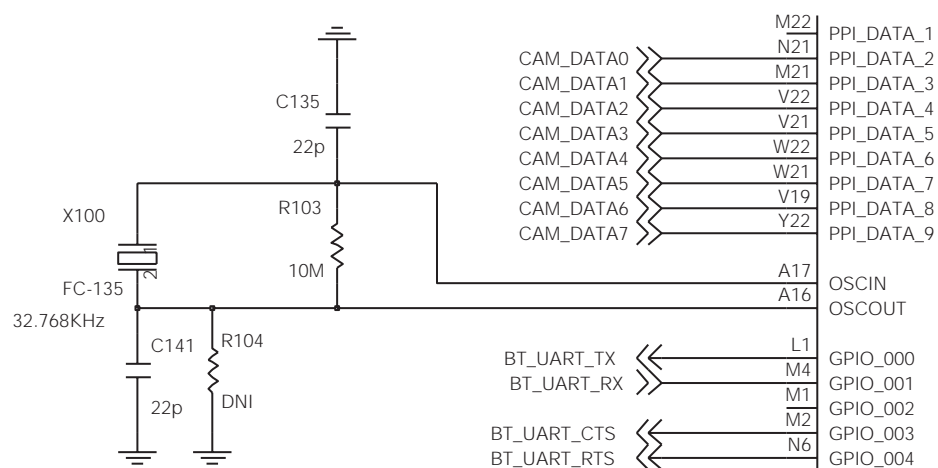 M22 PPI_DATA_1
CAM_DATA0 N21 PPI_DATA_2
CAM_DATA1 M21 PPI_DATA_3
C135 CAM_DATA2 V22 PPI_DATA_4
CAM_DATA3 V21 PPI_DATA_5
22p CAM_DATA4 W22 PPI_DATA_6
CAM_DATA5 W21 PPI_DATA_7
X100 R103 CAM_DATA6 V19 PPI_DATA_8
CAM_DATA7 Y22 PPI_DATA_9
1
2
10M A17 OSCIN
FC-135 A16 OSCOUT
32.768KHz
C141 R104 BT_UART_TX L1 GPIO_000
BT_UART_RX M4 GPIO_001
22p DNI M1 GPIO_002
BT_UART_CTS M2 GPIO_003
BT_UART_RTS N6 GPIO_004